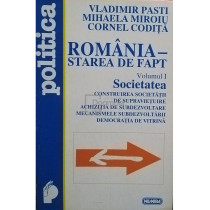 politica
VLADIMIR PASTI
MIHAELA MIROIU
CORNEL CODIȚĂ
ROMÂNIA–
STAREA DE FAPT
Volumul I
Societatea
CONSTRUIREA SOCIETĂȚII
DE SUPRAVIEȚUIRE
ACHIZIȚIA DE SUBDEZVOLTARE
MECANISMELE SUBDEZVOLTĂRII
DEMOCRAȚIA DE VITRINĂ